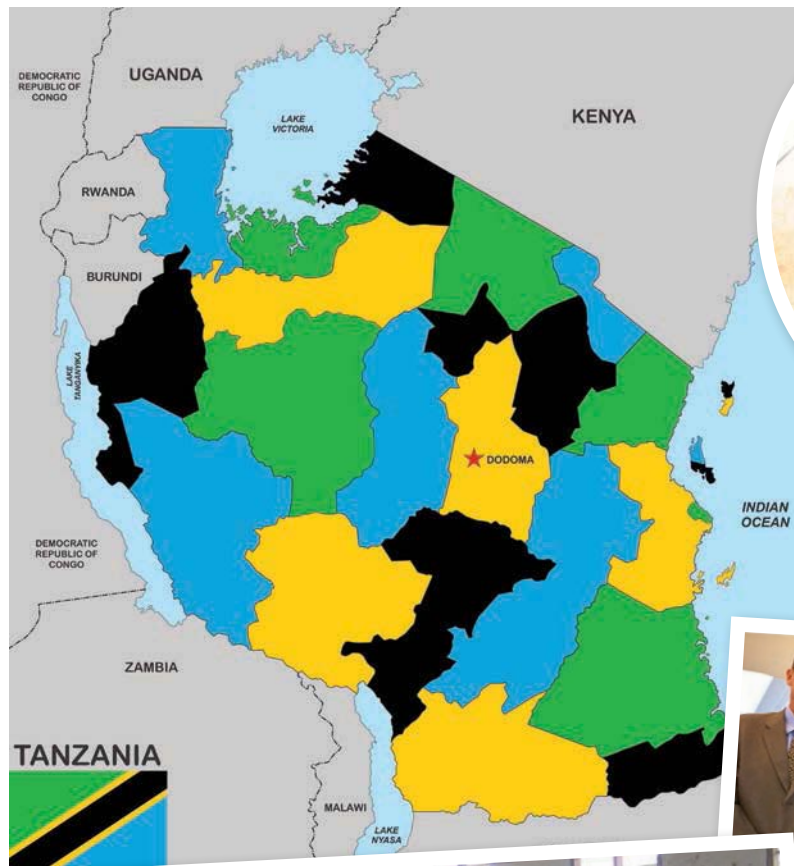 UGANDA
DEMOCRATIC
REPUBLIC OF
CONGO
LAKE
VICTORIA
KENYA
RWANDA
BURUNDI
LAKE
TANGANYIKA
DODOMA
INDIAN
OCEAN
DEMOCRATIC
REPUBLIC OF
CONGO
ZAMBIA
TANZANIA
MALAWI
LAKE
NYASA